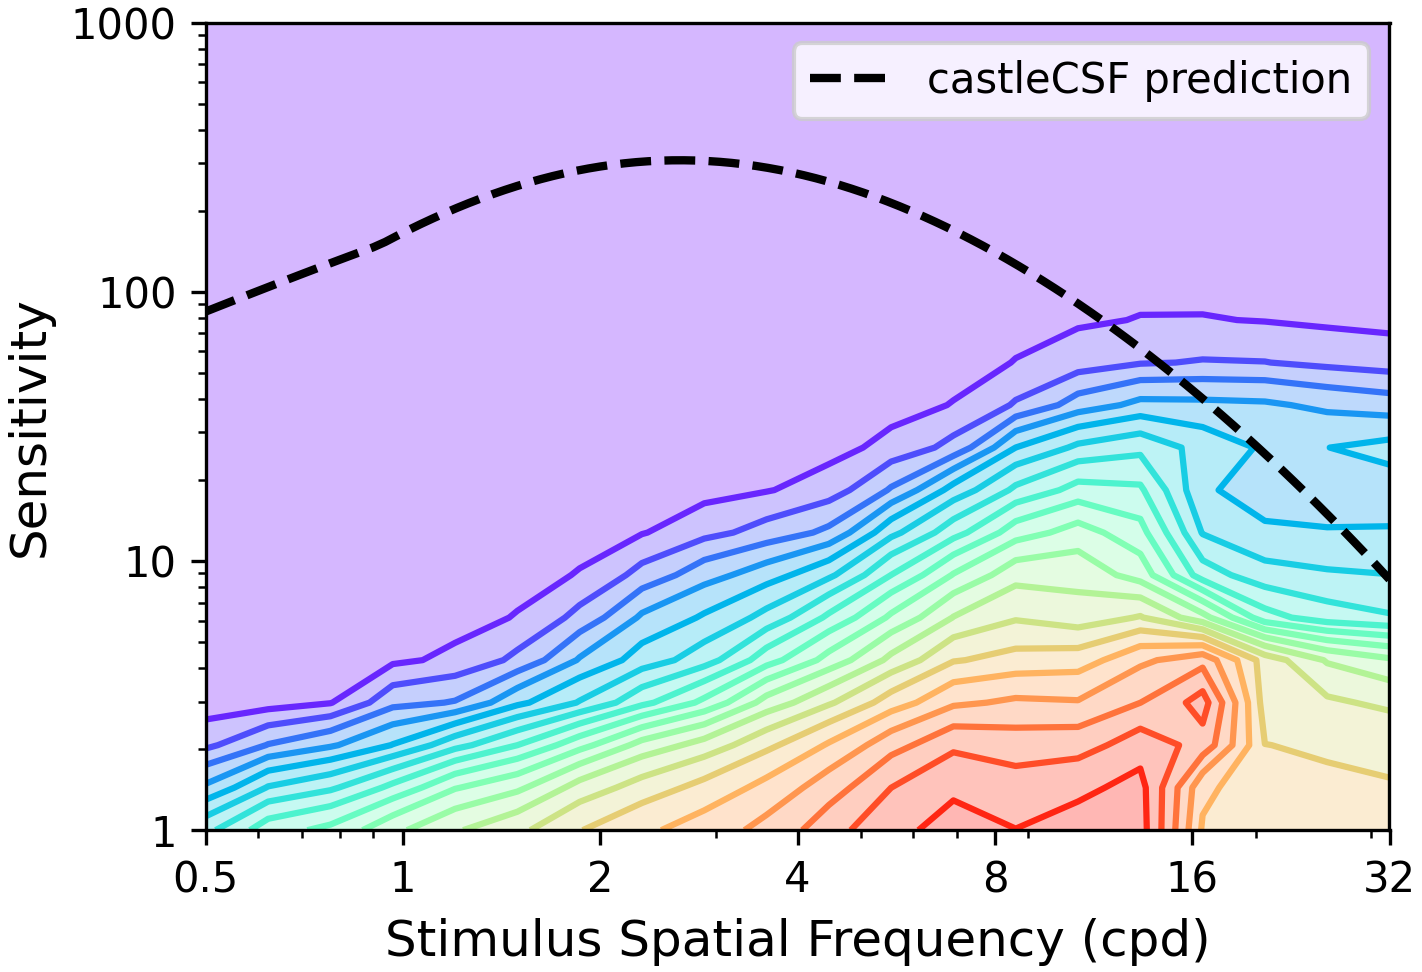 1000
castleCSF prediction
100
10
1
Sensitivity
0.5 1 2 4 8 16 32
Stimulus Spatial Frequency (cpd)